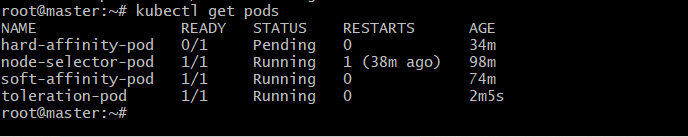 root@master:~# kubectl get pods
NAME READY STATUS RESTARTS AGE
hard-affinity-pod 0/1 Pending 0 34m
node-selector-pod 1/1 Running 1 (38m ago) 98m
soft-affinity-pod 1/1 Running 0 74m
toleration-pod 1/1 Running 0 2m5s
root@master:~#